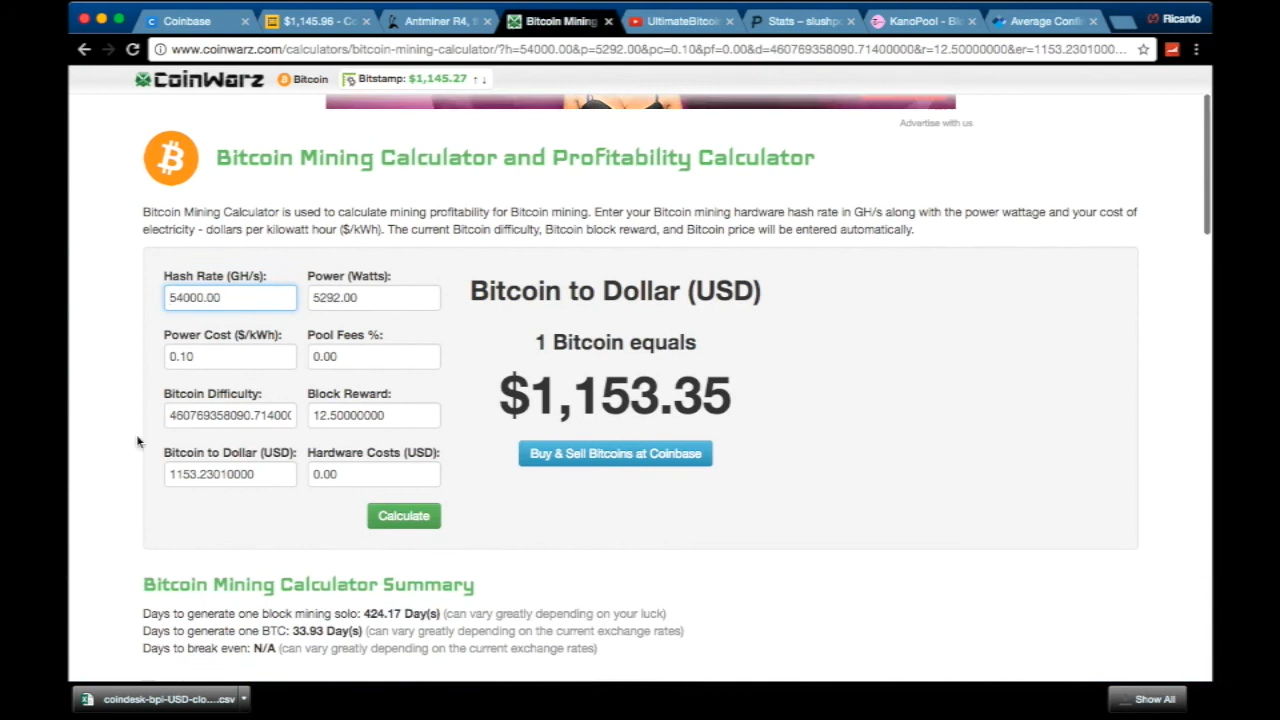 Coinbase
$1,145.96 - Co
Antminer R4, t
Bitcoin Mining
UltimateBitcoi
Stats – slushpo
KanoPool - Bi
Average Confi
Ricardo
www.coinwarz.com/calculators/bitcoin-mining-calculator/?h=54000.00&p=5292.00&pc=0.10&pf=0.00&d=460769358090.71400000&r=12.50000000&er=1153.2301000...
CoinWarz
Bitcoin
Bitstamp: $1,145.27 ↑ ↓
Advertise with us
Bitcoin Mining Calculator and Profitability Calculator
Bitcoin Mining Calculator is used to calculate mining profitability for Bitcoin mining. Enter your Bitcoin mining hardware hash rate in GH/s along with the power wattage and your cost of
electricity - dollars per kilowatt hour ($/kWh). The current Bitcoin difficulty, Bitcoin block reward, and Bitcoin price will be entered automatically.
Hash Rate (GH/s): Power (Watts):
54000.00 5292.00
Power Cost ($/kWh): Pool Fees %:
0.10 0.00
Bitcoin Difficulty: Block Reward:
460769358090.71400( 12.50000000
Bitcoin to Dollar (USD): Hardware Costs (USD):
1153.23010000 0.00
Calculate
Bitcoin to Dollar (USD)
1 Bitcoin equals
$1,153.35
Buy & Sell Bitcoins at Coinbase
Bitcoin Mining Calculator Summary
Days to generate one block mining solo: 424.17 Day(s) (can vary greatly depending on your luck)
Days to generate one BTC: 33.93 Day(s) (can vary greatly depending on the current exchange rates)
Days to break even: N/A (can vary greatly depending on the current exchange rates)
coindesk-bpi-USD-clo....csv
Show All